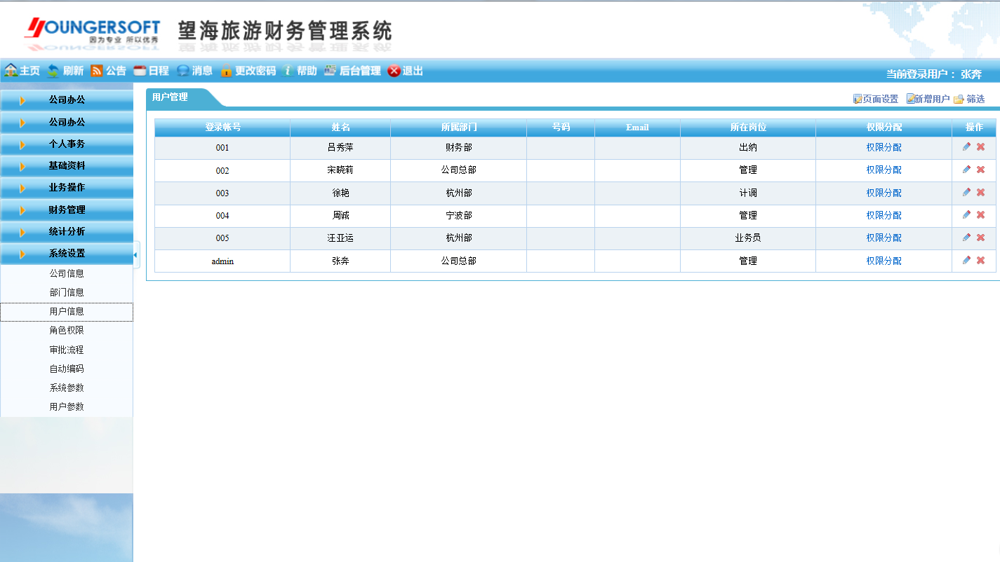 YOUNGERSOFT
因为专业 所以优秀
望海旅游财务管理系统
主页 刷新 公告 日程 消息 更改密码 帮助 后台管理 退出
当前登录用户: 张奔
公司办公
公司办公
个人事务
基础资料
业务操作
财务管理
统计分析
系统设置
公司信息
部门信息
用户信息
角色权限
审批流程
自动编码
系统参数
用户参数
用户管理
页面设置 新增用户 筛选
登录帐号 姓名 所属部门 号码 Email 所在岗位 权限分配 操作
001 吕秀萍 财务部 出纳 权限分配
002 宋晓莉 公司总部 管理 权限分配
003 徐艳 杭州部 计调 权限分配
004 周诚 宁波部 管理 权限分配
005 汪亚运 杭州部 业务员 权限分配
admin 张奔 公司总部 管理 权限分配